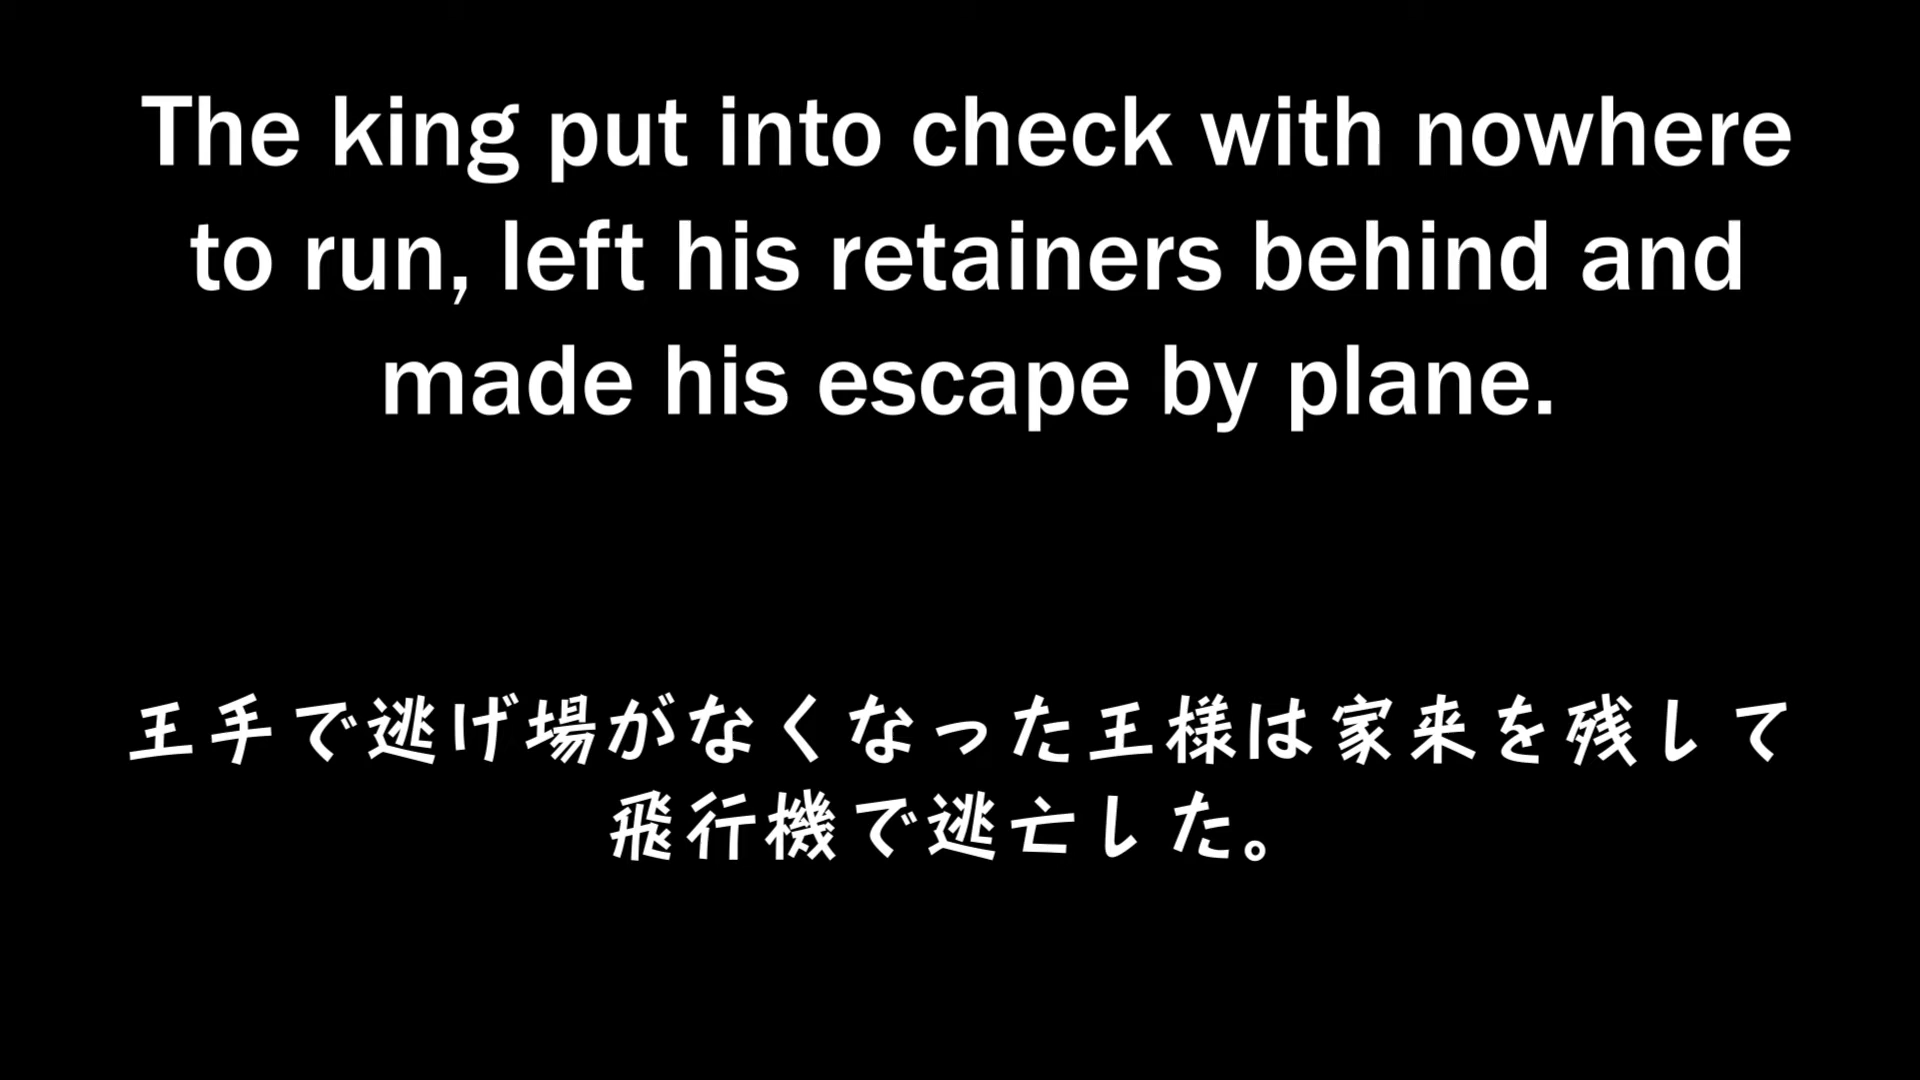 The king put into check with nowhere
to run, left his retainers behind and
made his escape by plane.
王手で逃げ場がなくなった王様は家来を残して
飛行機で逃亡した。